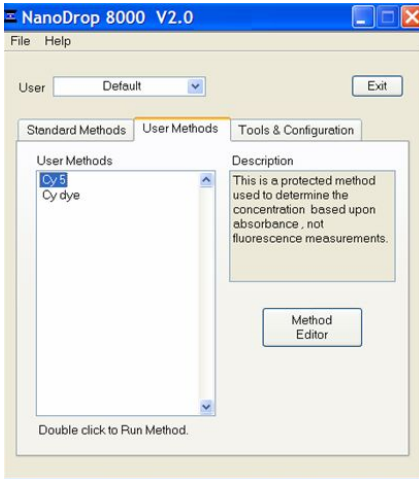 NanoDrop 8000 V2.0
File Help
User Default Exit
Standard Methods User Methods Tools & Configuration
User Methods
Cy 5
Cy dye
Description
This is a protected method
used to determine the
concentration based upon
absorbance , not
fluorescence measurements.
Method
Editor
Double click to Run Method.